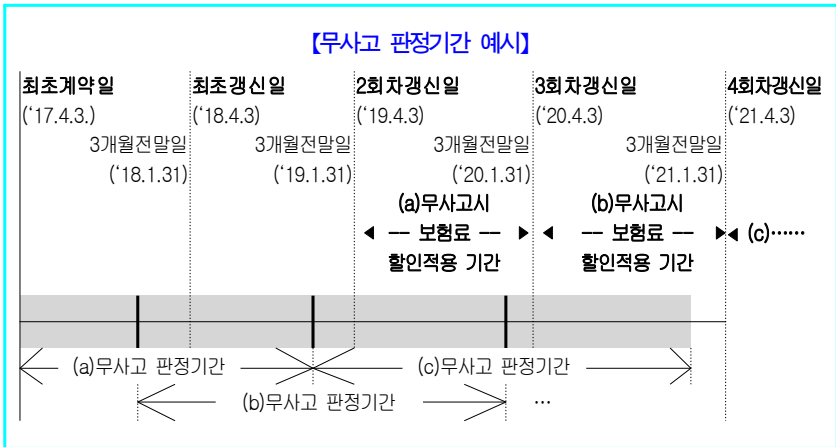 【무사고 판정기간 예시】
최초계약일 최초갱신일 2회차갱신일 3회차갱신일 4회차갱신일
(‘17.4.3.) (‘18.4.3) (‘19.4.3) (‘20.4.3) (‘21.4.3)
3개월전말일 3개월전말일 3개월전말일 3개월전말일
(‘18.1.31) (‘19.1.31) (‘20.1.31) (‘21.1.31)
(a)무사고시 (b)무사고시
◀ -- 보험료 -- ▶ ◀ -- 보험료 -- ▶◀ (c)……
할인적용 기간 할인적용 기간
(a)무사고 판정기간 (c)무사고 판정기간
(b)무사고 판정기간 …